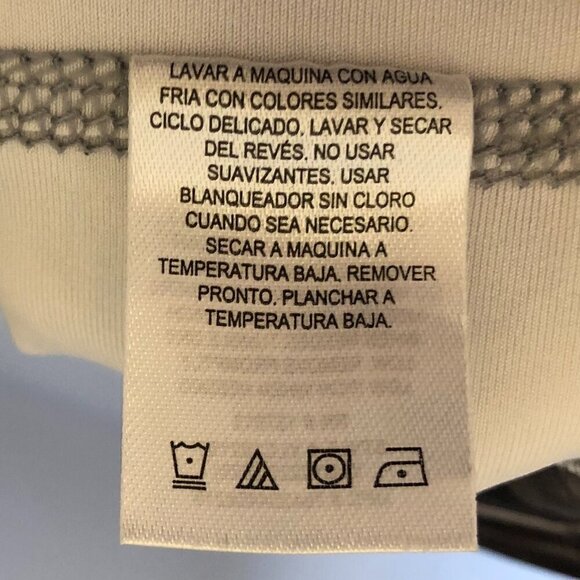 LAVAR A MAQUINA CON AGUA
FRIA CON COLORES SIMILARES.
CICLO DELICADO. LAVAR Y SECAR
DEL REVÉS. NO USAR
SUAVIZANTES. USAR
BLANQUEADOR SIN CLORO
CUANDO SEA NECESARIO.
SECAR A MAQUINA A
TEMPERATURA BAJA. REMOVER
PRONTO. PLANCHAR A
TEMPERATURA BAJA.